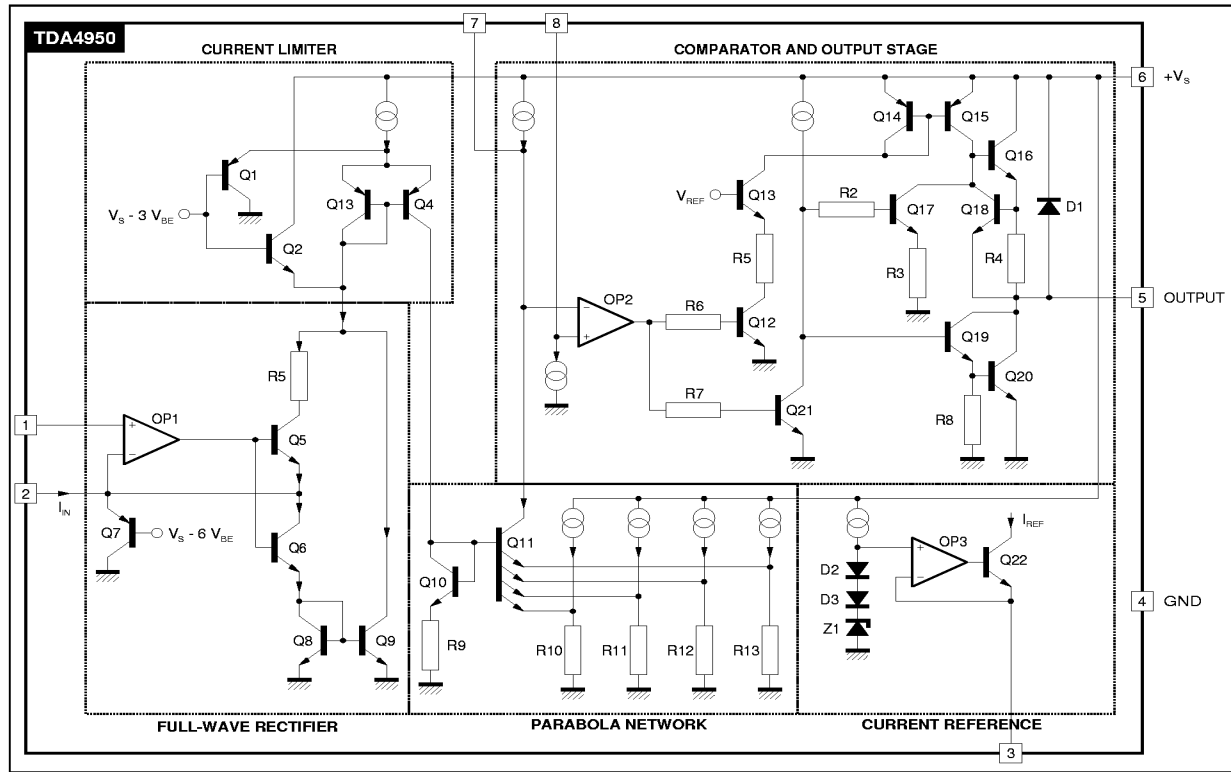 TDA4950
7
8
CURRENT LIMITER
COMPARATOR AND OUTPUT STAGE
6 +VS
Q14
Q15
Q16
Q1
Q13
Q4
VREF
Q13
Q17
Q18
D1
R2
VS - 3 VBE
Q2
R5
R3
R4
OP2
-
+
R6
Q12
5 OUTPUT
Q19
Q20
R5
R7
Q21
R8
1
OP1
+
-
Q5
2
IIN
Q7
VS - 6 VBE
Q6
Q11
IREF
OP3
+
-
Q22
Q10
D2
D3
Z1
4 GND
Q8
Q9
R9
R10
R11
R12
R13
FULL-WAVE RECTIFIER
PARABOLA NETWORK
CURRENT REFERENCE
3